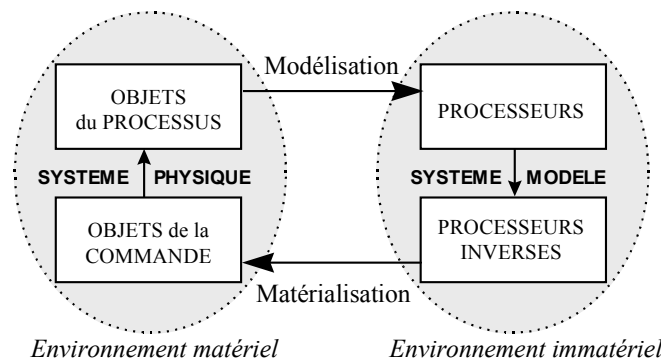 Modélisation
OBJETS
du PROCESSUS
PROCESSEURS
SYSTEME PHYSIQUE
SYSTEME MODELE
OBJETS de la
COMMANDE
PROCESSEURS
INVERSES
Matérialisation
Environnement matériel
Environnement immatériel